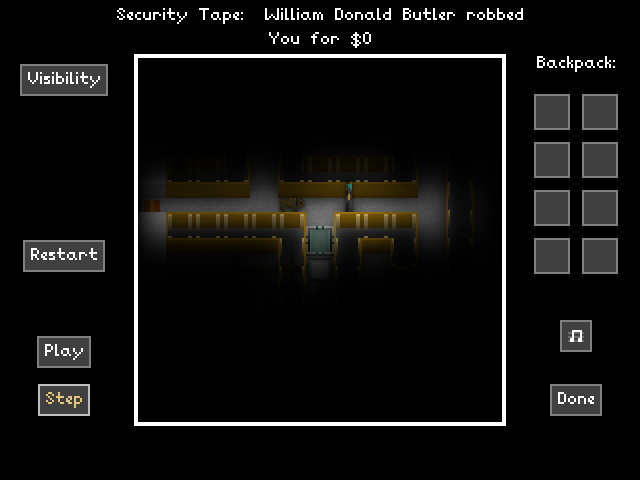 Security Tape: William Donald Butler robbed
You for $0
Visibility
Backpack:
Restart
Play
Step
Done